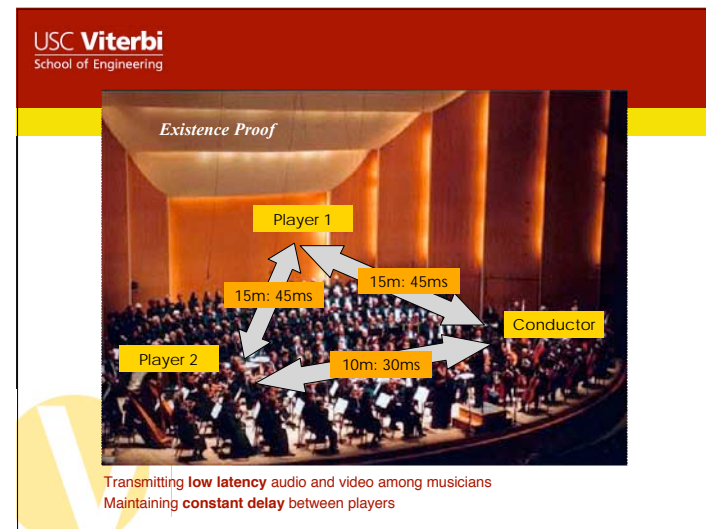 USC Viterbi
School of Engineering
Existence Proof
Player 1
15m: 45ms
15m: 45ms
Conductor
Player 2
10m: 30ms
Transmitting low latency audio and video among musicians
Maintaining constant delay between players